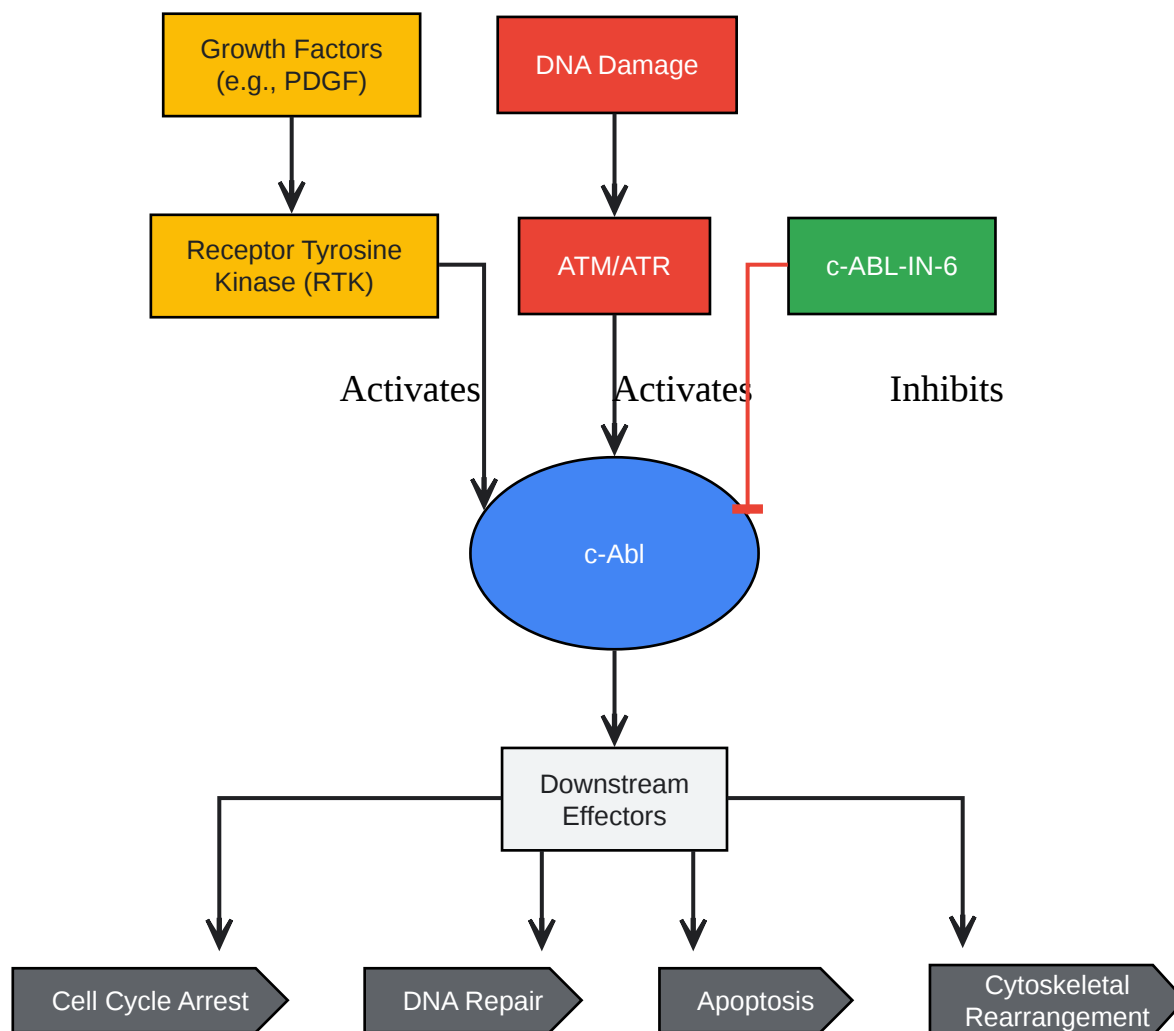 Growth Factors
(e.g., PDGF)
DNA Damage
Receptor Tyrosine
Kinase (RTK)
ATM/ATR
c-ABL-IN-6
Activates
Activates
Inhibits
c-Abl
Downstream
Effectors
Cell Cycle Arrest
DNA Repair
Apoptosis
Cytoskeletal
Rearrangement